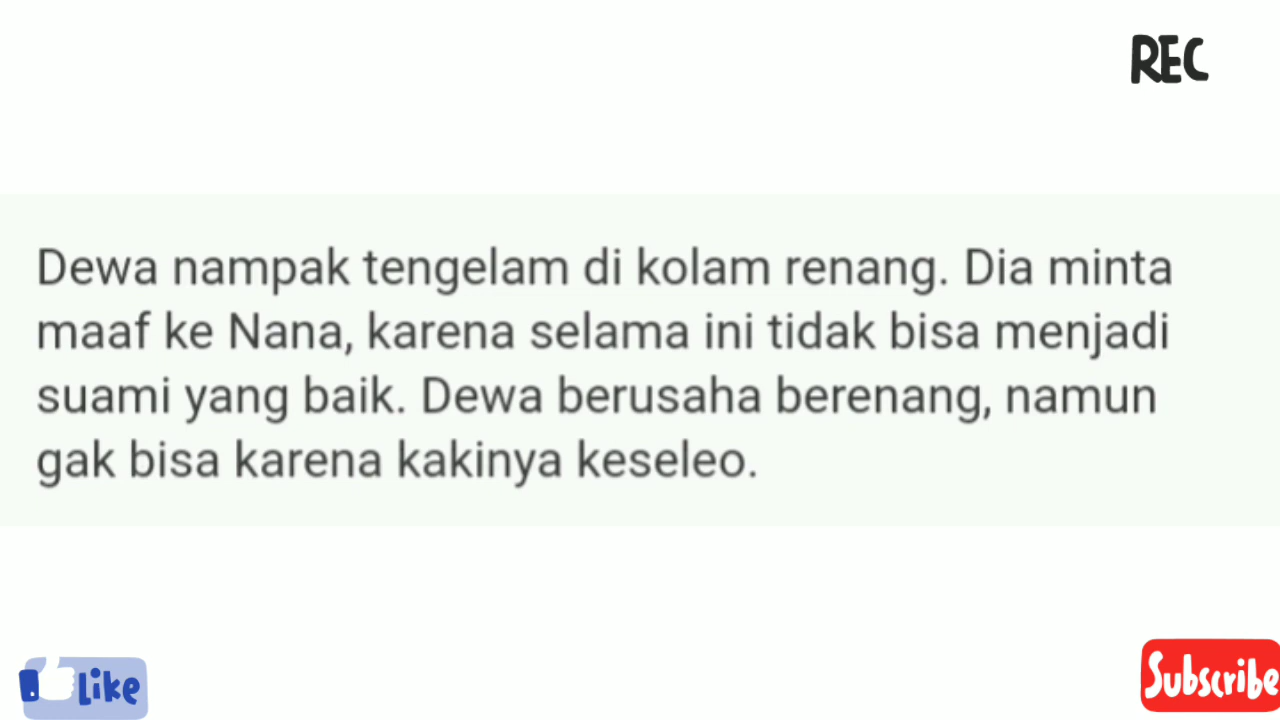 REC
Dewa nampak tengelam di kolam renang. Dia minta
maaf ke Nana, karena selama ini tidak bisa menjadi
suami yang baik. Dewa berusaha berenang, namun
gak bisa karena kakinya keseleo.
Like
Subscribe